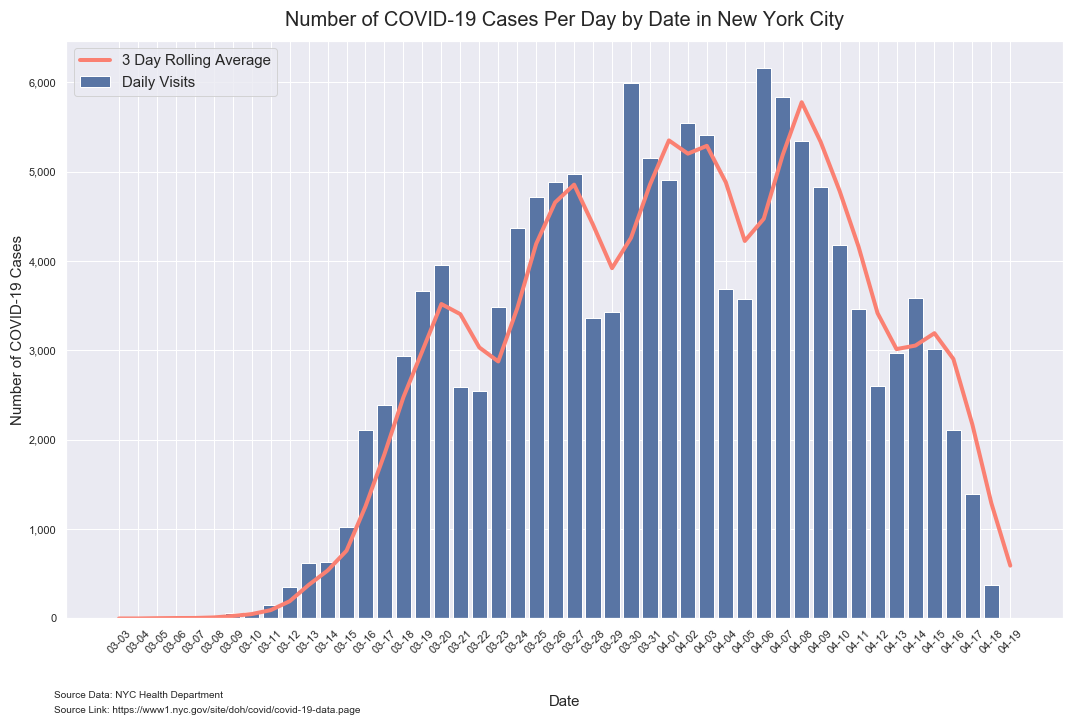 Number of COVID-19 Cases Per Day by Date in New York City
3 Day Rolling Average
Daily Visits
Number of COVID-19 Cases
6,000
5,000
4,000
3,000
2,000
1,000
0
03-03 03-04 03-05 03-06 03-07 03-08 03-09 03-10 03-11 03-12 03-13 03-14 03-15 03-16 03-17 03-18 03-19 03-20 03-21 03-22 03-23 03-24 03-25 03-26 03-27 03-28 03-29 03-30 03-31 04-01 04-02 04-03 04-04 04-05 04-06 04-07 04-08 04-09 04-10 04-11 04-12 04-13 04-14 04-15 04-16 04-17 04-18 04-19
Date
Source Data: NYC Health Department
Source Link: https://www1.nyc.gov/site/doh/covid/covid-19-data.page